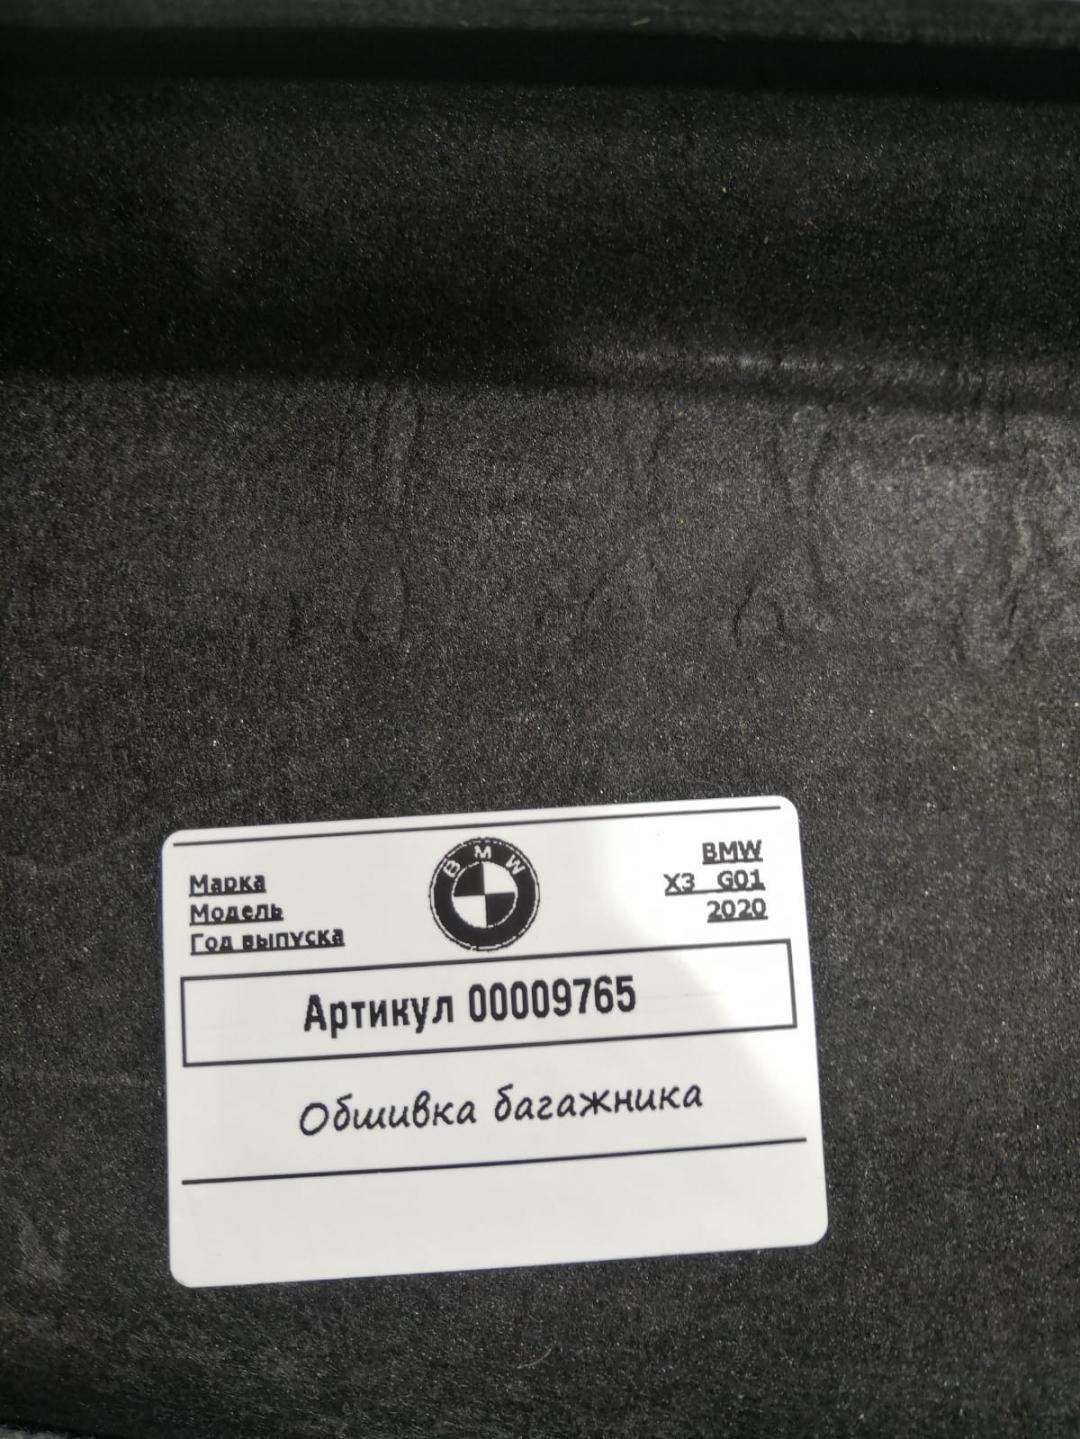 Марка
Модель
Год выпуска
BMW
BMW
X3 G01
2020
Артикул 00009765
Обшивка багажника